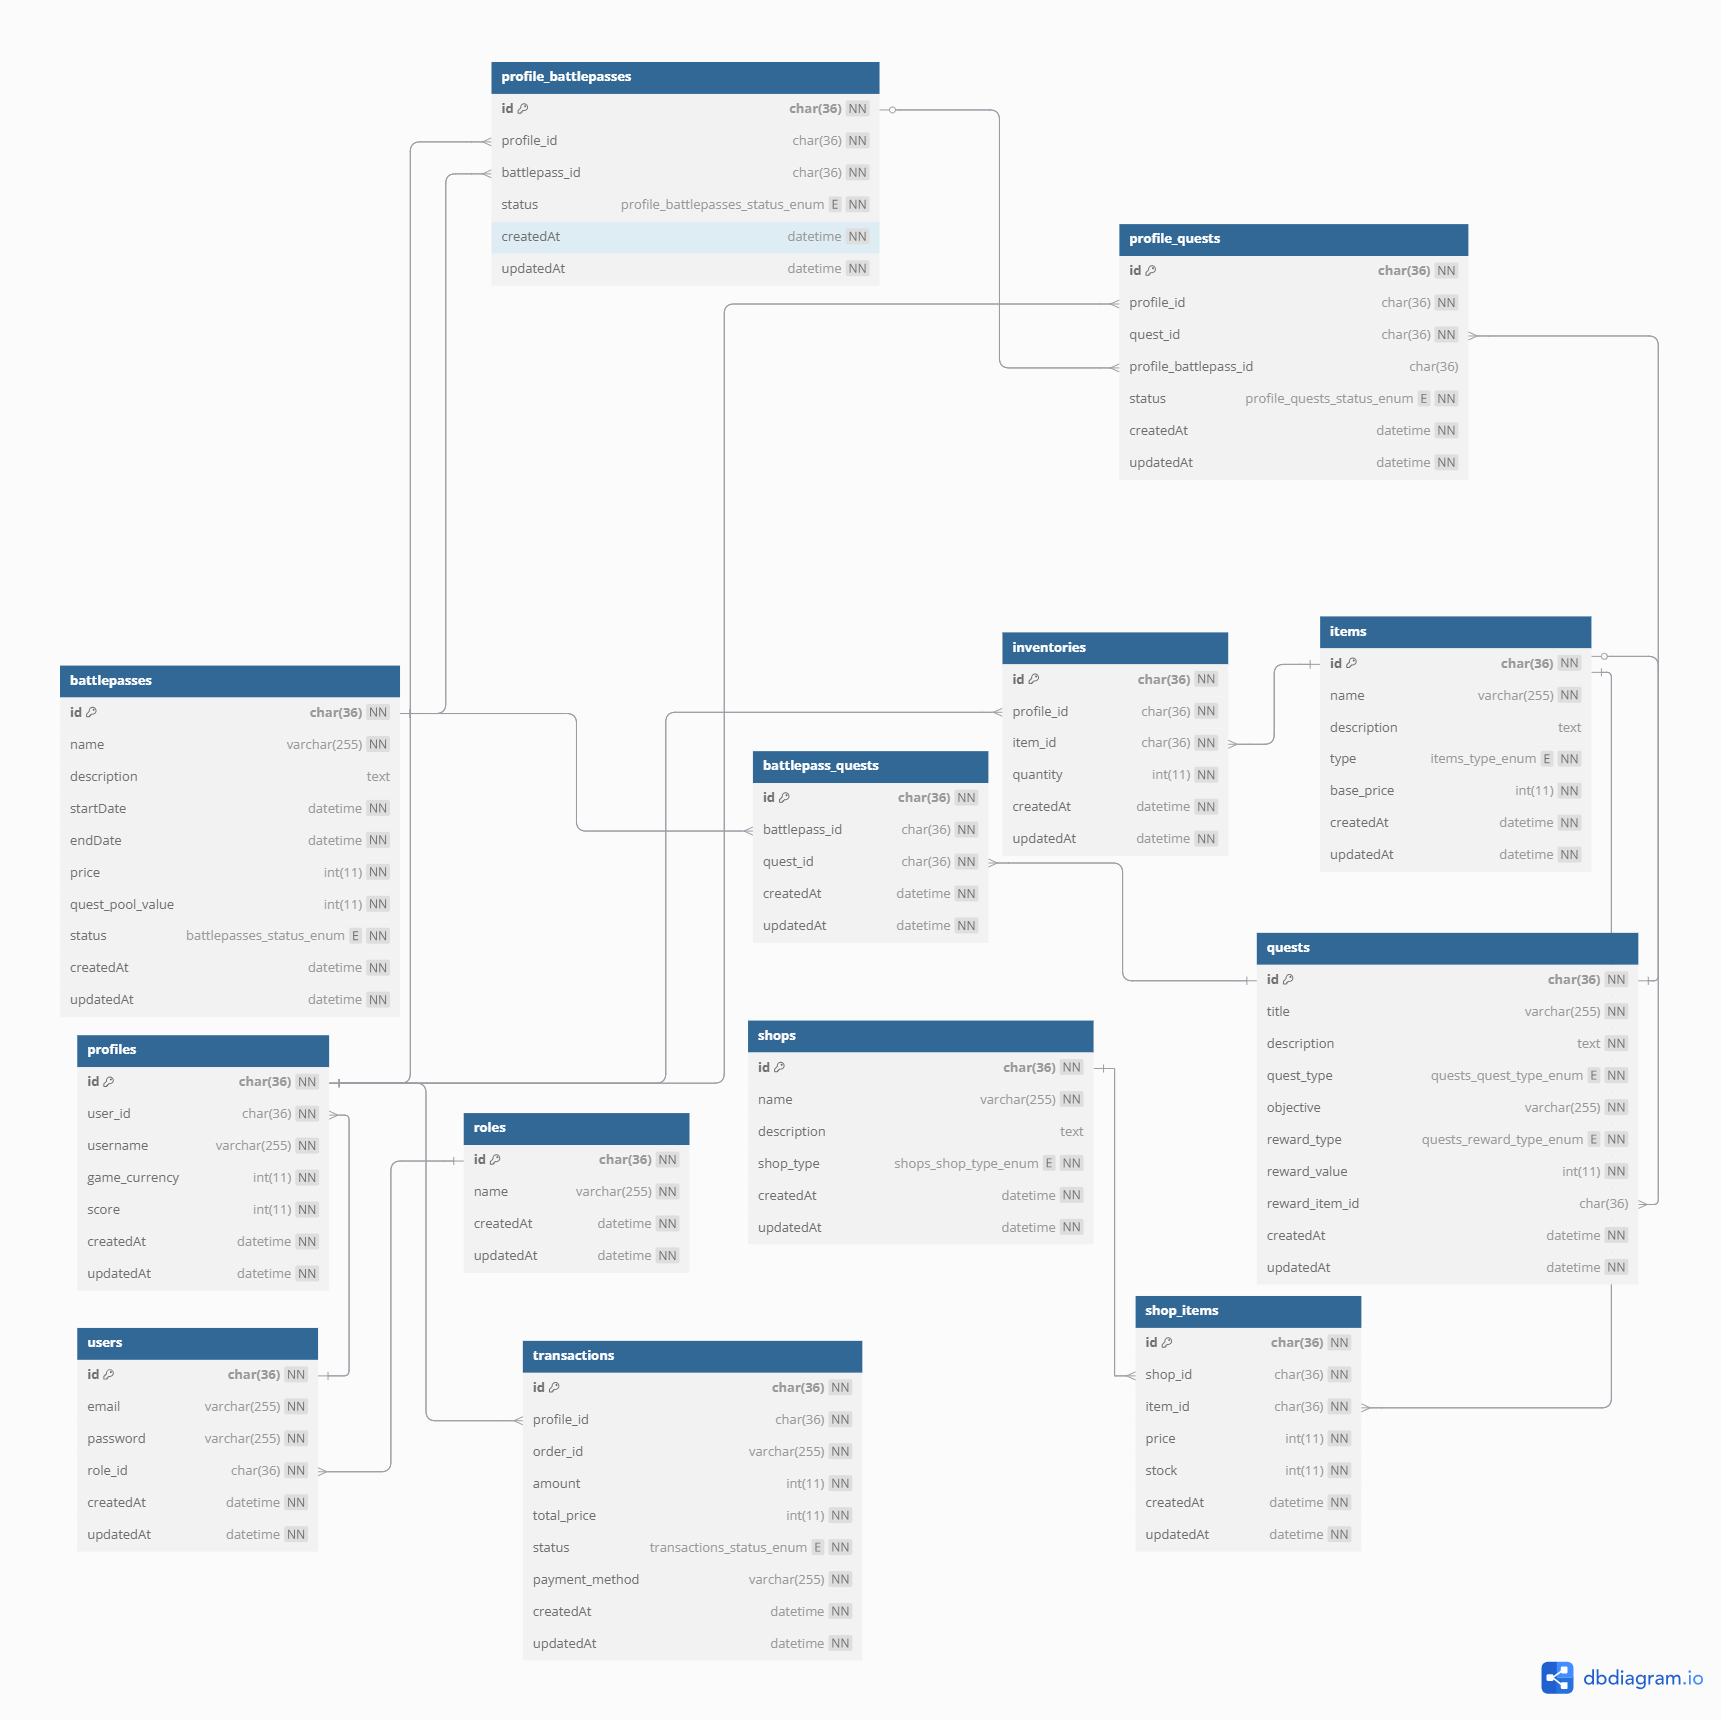 profile_battlepasses
id char(36) NN
profile_id char(36) NN
battlepass_id char(36) NN
status profile_battlepasses_status_enum E NN
createdAt datetime NN
updatedAt datetime NN
profile_quests
id char(36) NN
profile_id char(36) NN
quest_id char(36) NN
profile_battlepass_id char(36)
status profile_quests_status_enum E NN
createdAt datetime NN
updatedAt datetime NN
battlepasses
id char(36) NN
name varchar(255) NN
description text
startDate datetime NN
endDate datetime NN
price int(11) NN
quest_pool_value int(11) NN
status battlepasses_status_enum E NN
createdAt datetime NN
updatedAt datetime NN
inventories
id char(36) NN
profile_id char(36) NN
item_id char(36) NN
quantity int(11) NN
createdAt datetime NN
updatedAt datetime NN
items
id char(36) NN
name varchar(255) NN
description text
type items_type_enum E NN
base_price int(11) NN
createdAt datetime NN
updatedAt datetime NN
battlepass_quests
id char(36) NN
battlepass_id char(36) NN
quest_id char(36) NN
createdAt datetime NN
updatedAt datetime NN
quests
id char(36) NN
title varchar(255) NN
description text NN
quest_type quests_quest_type_enum E NN
objective varchar(255) NN
reward_type quests_reward_type_enum E NN
reward_value int(11) NN
reward_item_id char(36)
createdAt datetime NN
updatedAt datetime NN
profiles
id char(36) NN
user_id char(36) NN
username varchar(255) NN
game_currency int(11) NN
score int(11) NN
createdAt datetime NN
updatedAt datetime NN
shops
id char(36) NN
name varchar(255) NN
description text
shop_type shops_shop_type_enum E NN
createdAt datetime NN
updatedAt datetime NN
roles
id char(36) NN
name varchar(255) NN
createdAt datetime NN
updatedAt datetime NN
users
id char(36) NN
email varchar(255) NN
password varchar(255) NN
role_id char(36) NN
createdAt datetime NN
updatedAt datetime NN
transactions
id char(36) NN
profile_id char(36) NN
order_id varchar(255) NN
amount int(11) NN
total_price int(11) NN
status transactions_status_enum E NN
payment_method varchar(255) NN
createdAt datetime NN
updatedAt datetime NN
shop_items
id char(36) NN
shop_id char(36) NN
item_id char(36) NN
price int(11) NN
stock int(11) NN
createdAt datetime NN
updatedAt datetime NN
dbdiagram.io